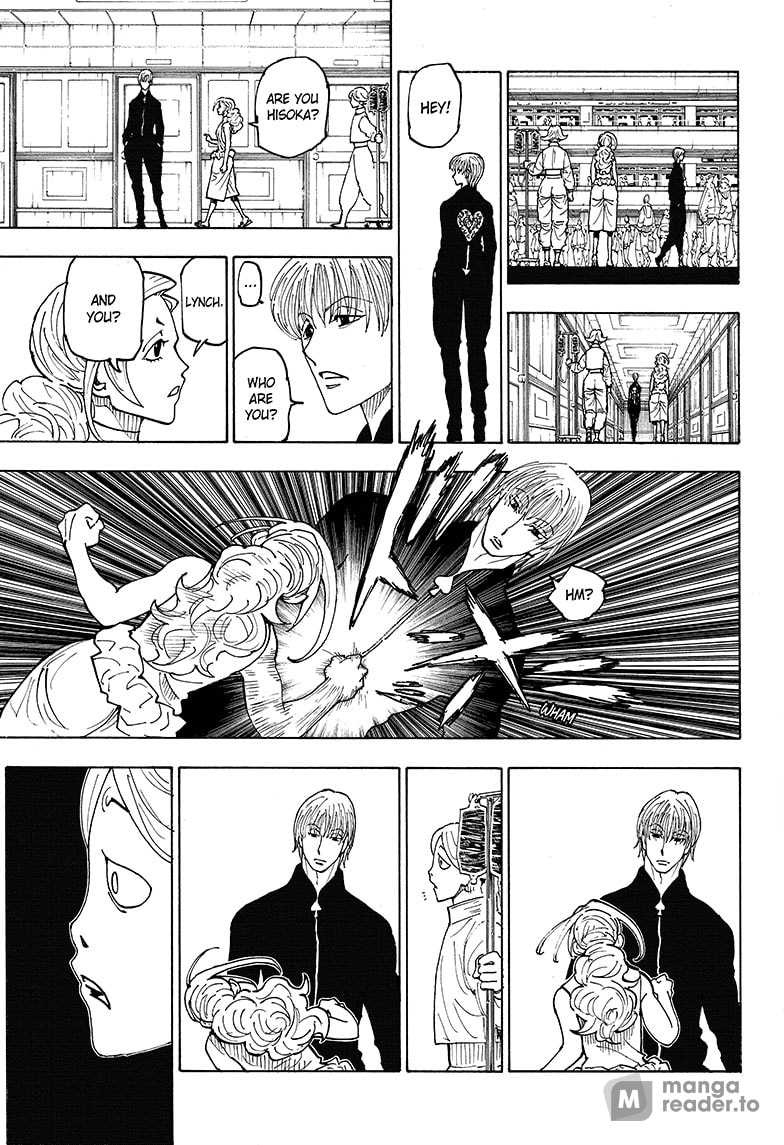 HEY!
ARE YOU
HISOKA?
...
WHO
ARE
YOU?
LYNCH.
AND
YOU?
HM?
WHAM
M
manga
reader.to